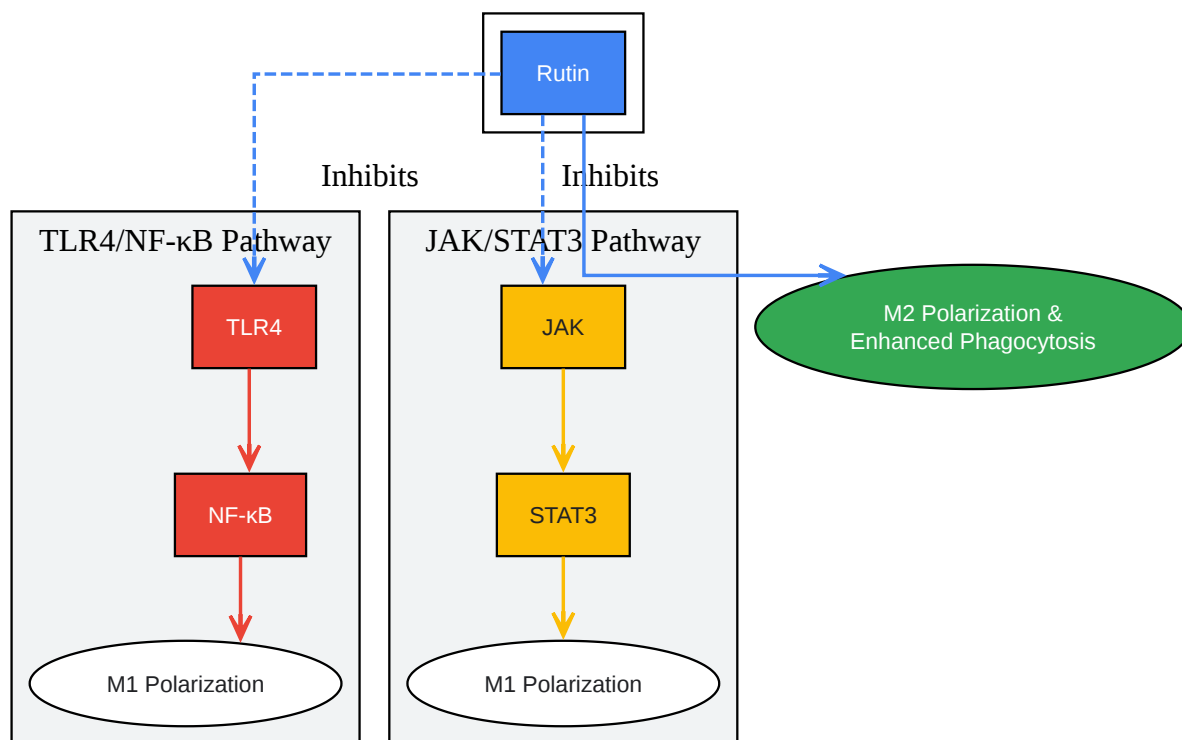 Rutin
Inhibits
Inhibits
TLR4/NF-κB Pathway
JAK/STAT3 Pathway
TLR4
JAK
M2 Polarization &
Enhanced Phagocytosis
NF-κB
STAT3
M1 Polarization
M1 Polarization